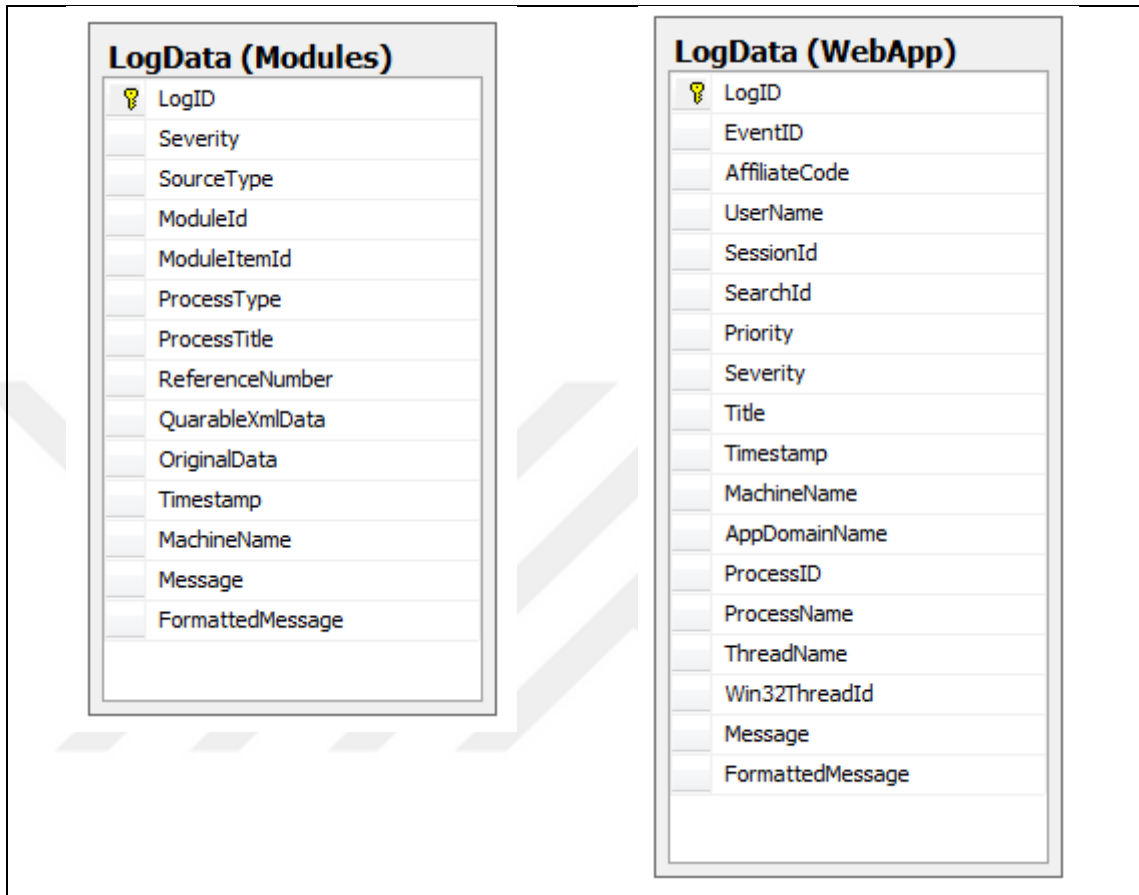 LogData (Modules)
LogID
Severity
SourceType
ModuleId
ModuleItemId
ProcessType
ProcessTitle
ReferenceNumber
QuarableXmlData
OriginalData
Timestamp
MachineName
Message
FormattedMessage
LogData (WebApp)
LogID
EventID
AffiliateCode
UserName
SessionId
SearchId
Priority
Severity
Title
Timestamp
MachineName
AppDomainName
ProcessID
ProcessName
ThreadName
Win32ThreadId
Message
FormattedMessage